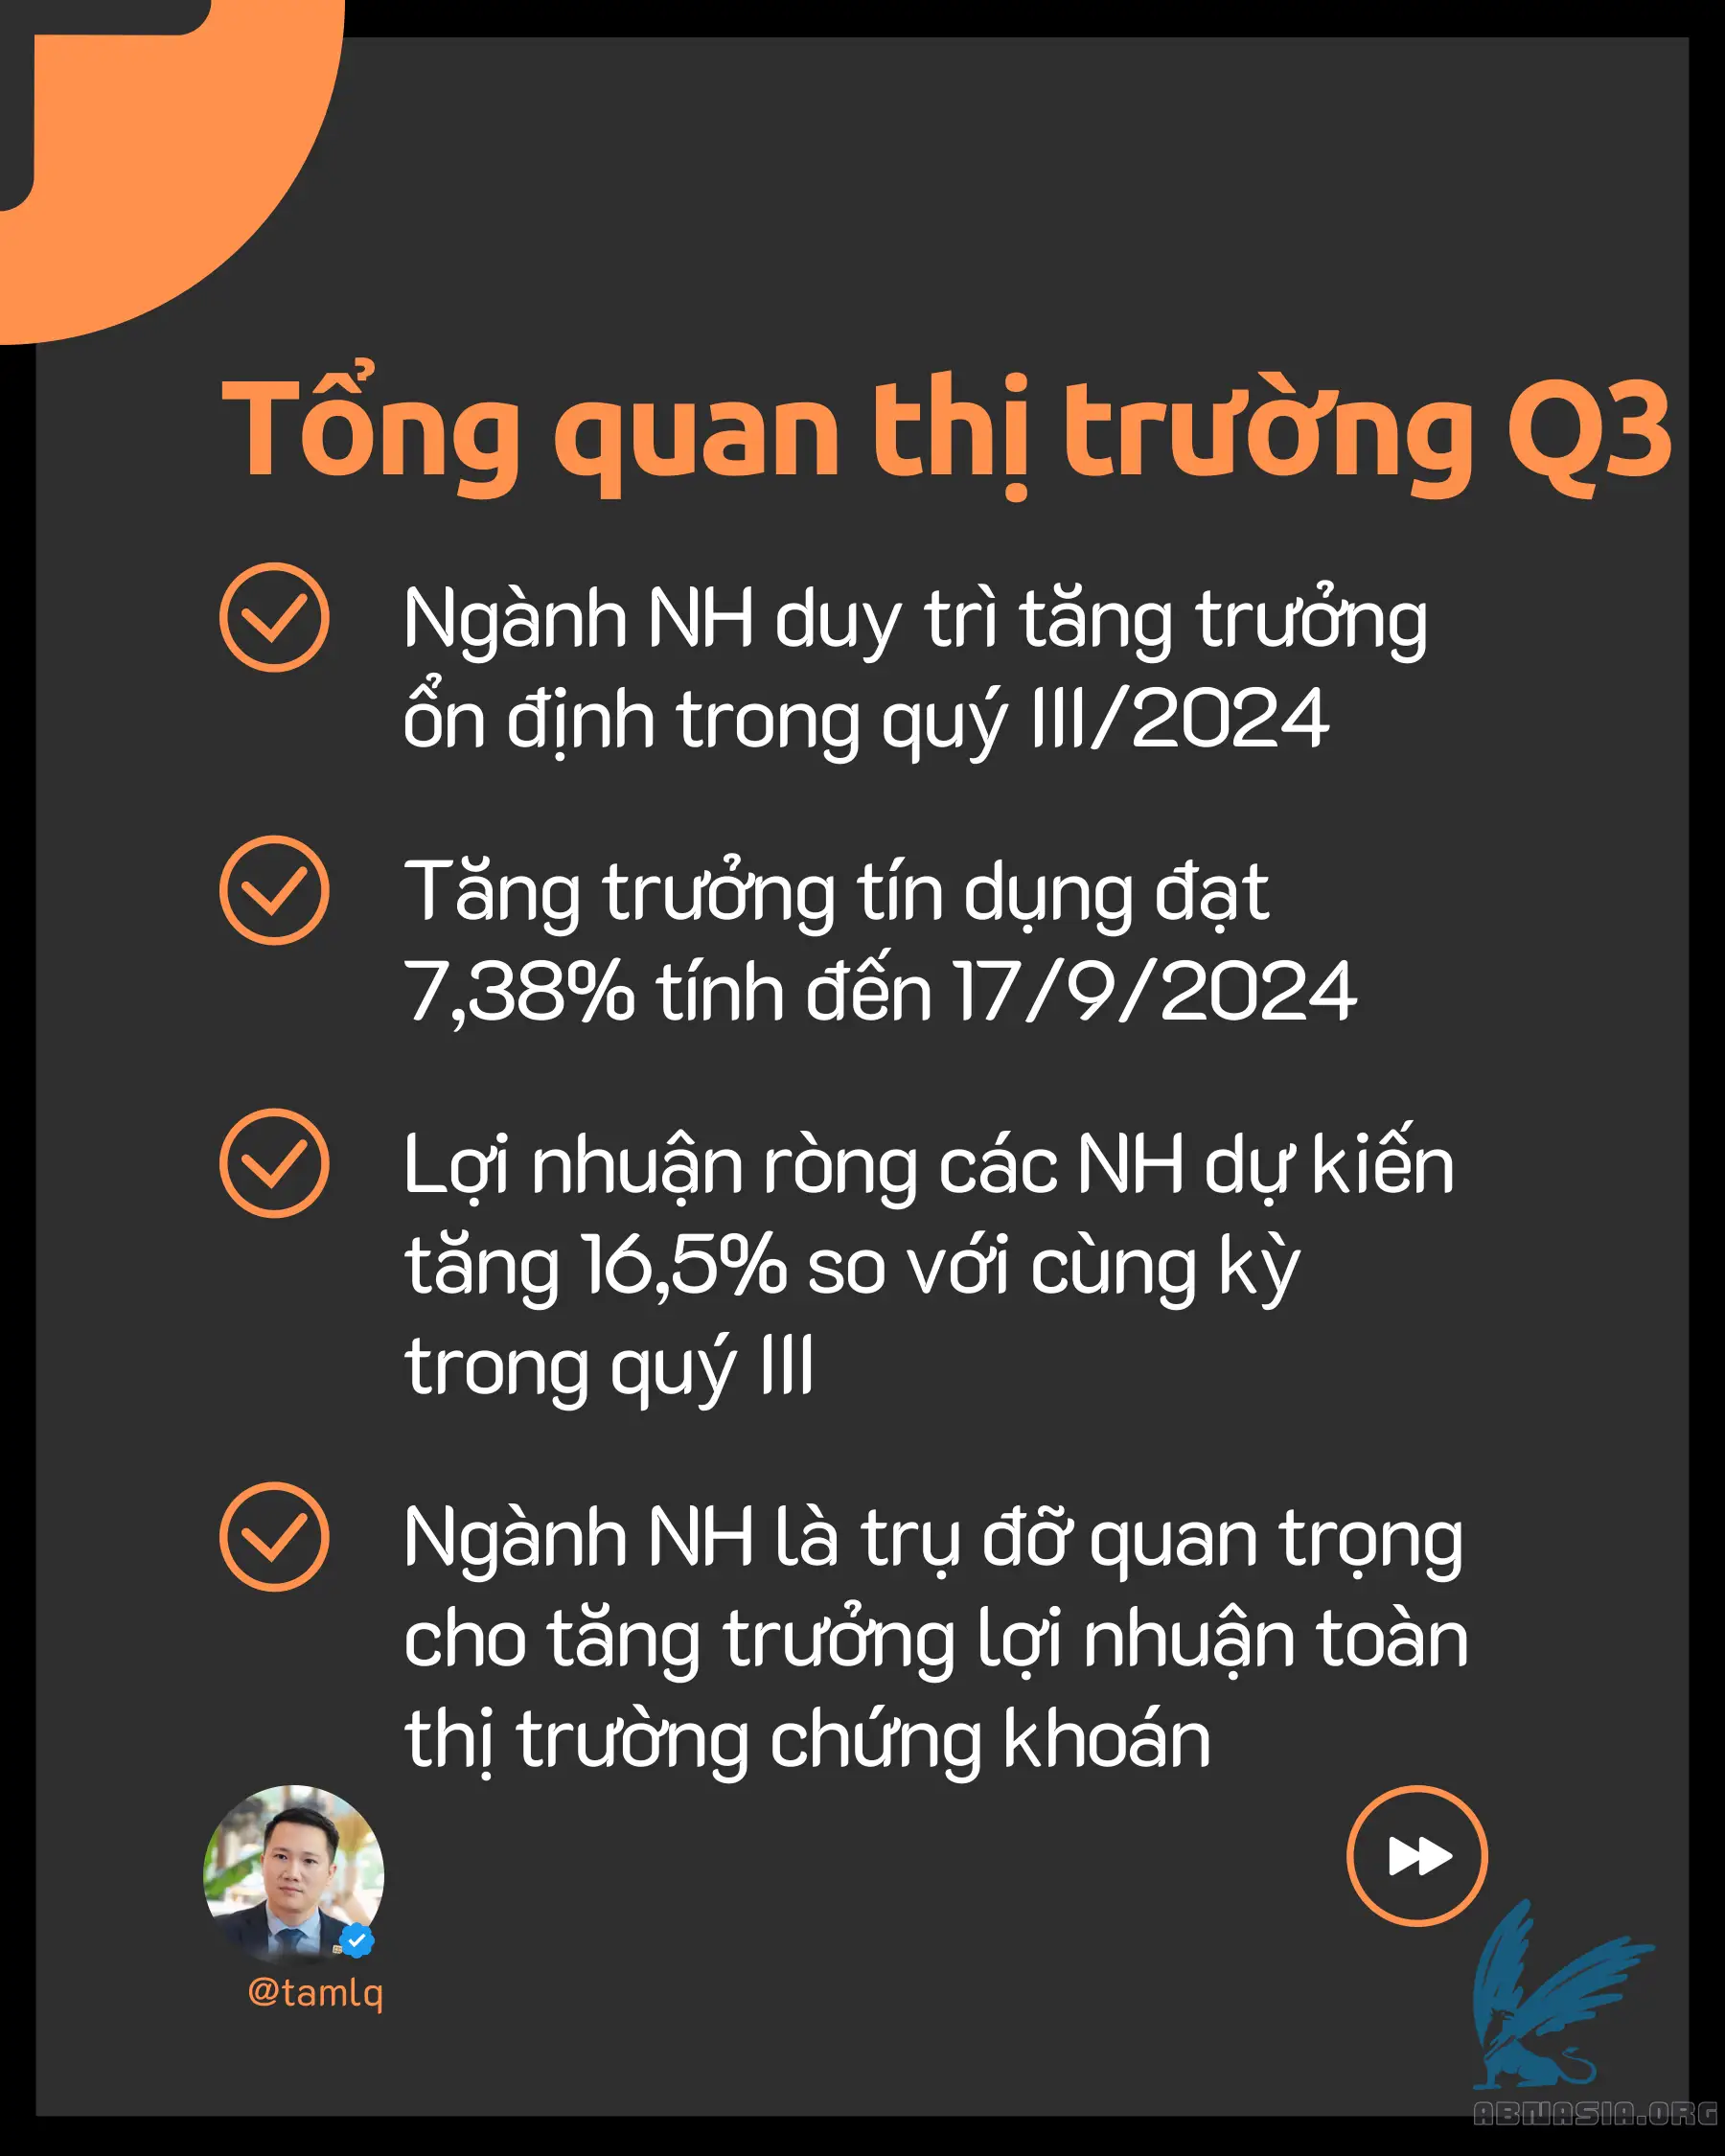 Tổng quan thị trường Q3
Ngành NH duy trì tăng trưởng
ổn định trong quý III/2024
Tăng trưởng tín dụng đạt
7,38% tính đến 17/9/2024
Lợi nhuận ròng các NH dự kiến
tăng 16,5% so với cùng kỳ
trong quý III
Ngành NH là trụ đỡ quan trọng
cho tăng trưởng lợi nhuận toàn
thị trường chứng khoán
@tamlq
ABNASIA.ORG